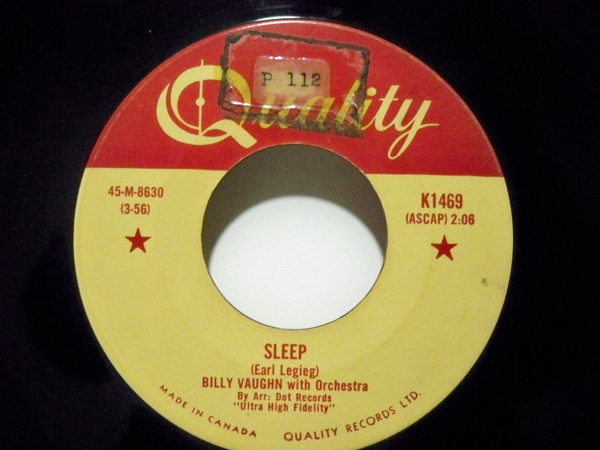 P 112
Quality
45-M-8630
(3-56)
K1469
(ASCAP) 2:06
SLEEP
(Earl Legieg)
BILLY VAUGHN with Orchestra
By Arr: Dot Records
"Ultra High Fidelity"
MADE IN CANADA QUALITY RECORDS LTD.